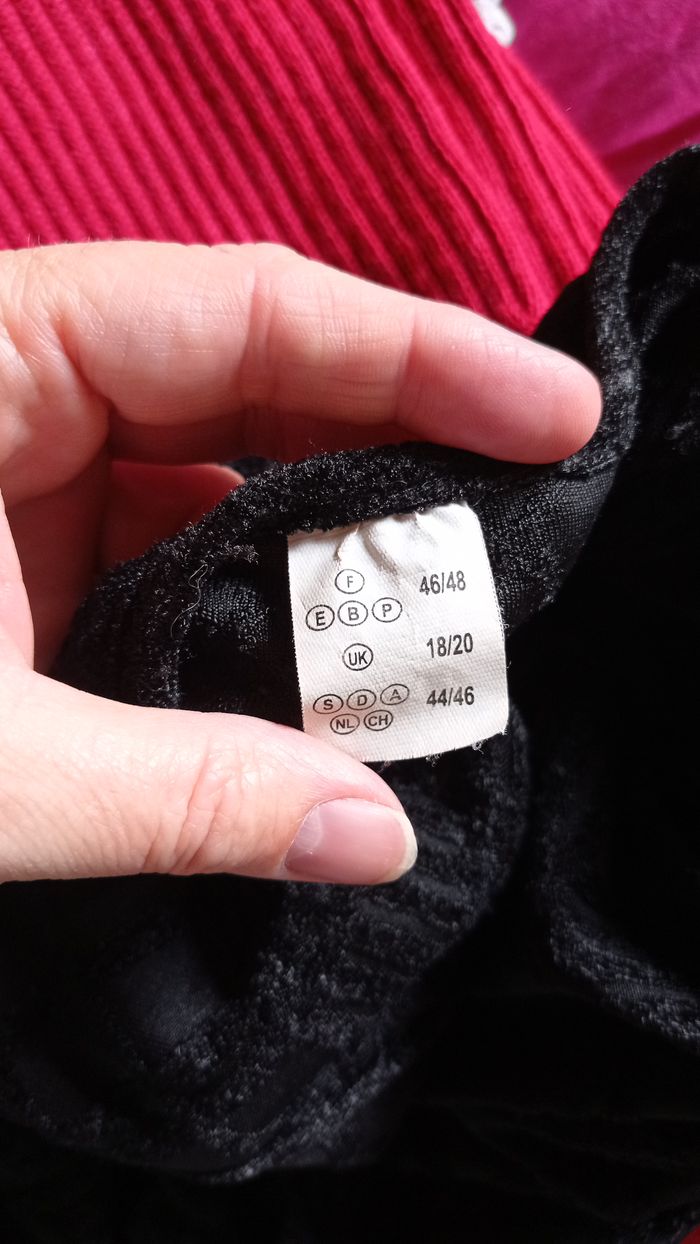 F 46/48
E B P
UK 18/20
S D A 44/46
NL CH